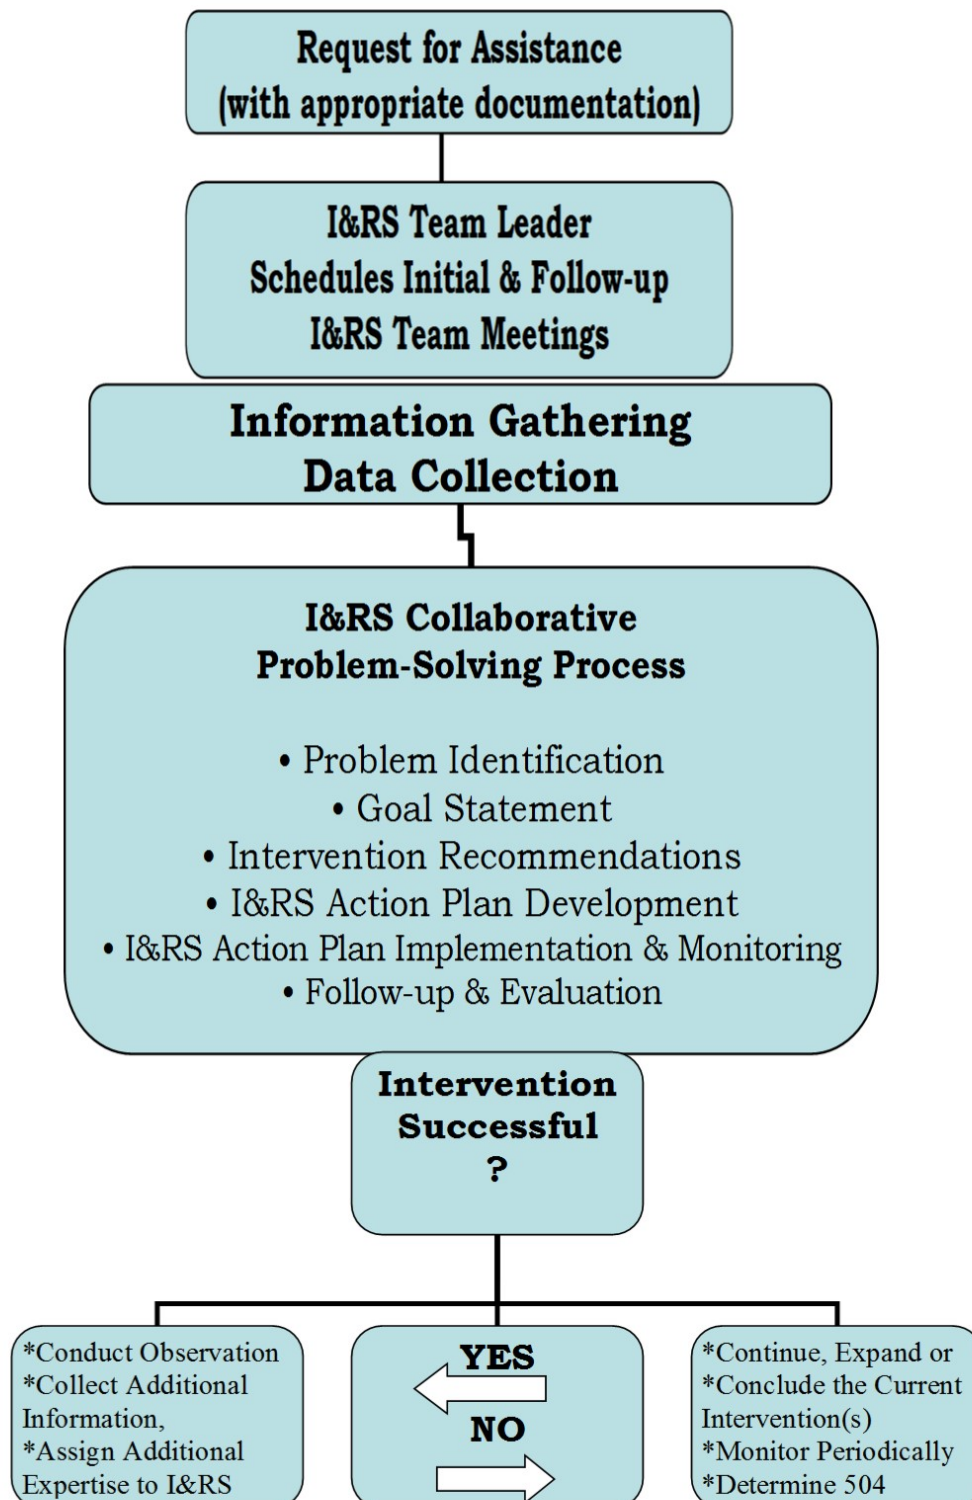 Request for Assistance
(with appropriate documentation)
I&RS Team Leader
Schedules Initial & Follow-up
I&RS Team Meetings
Information Gathering
Data Collection
I&RS Collaborative
Problem-Solving Process
• Problem Identification
• Goal Statement
• Intervention Recommendations
• I&RS Action Plan Development
• I&RS Action Plan Implementation & Monitoring
• Follow-up & Evaluation
Intervention
Successful
?
*Conduct Observation
*Collect Additional
Information,
*Assign Additional
Expertise to I&RS
YES
NO
*Continue, Expand or
*Conclude the Current
Intervention(s)
*Monitor Periodically
*Determine 504